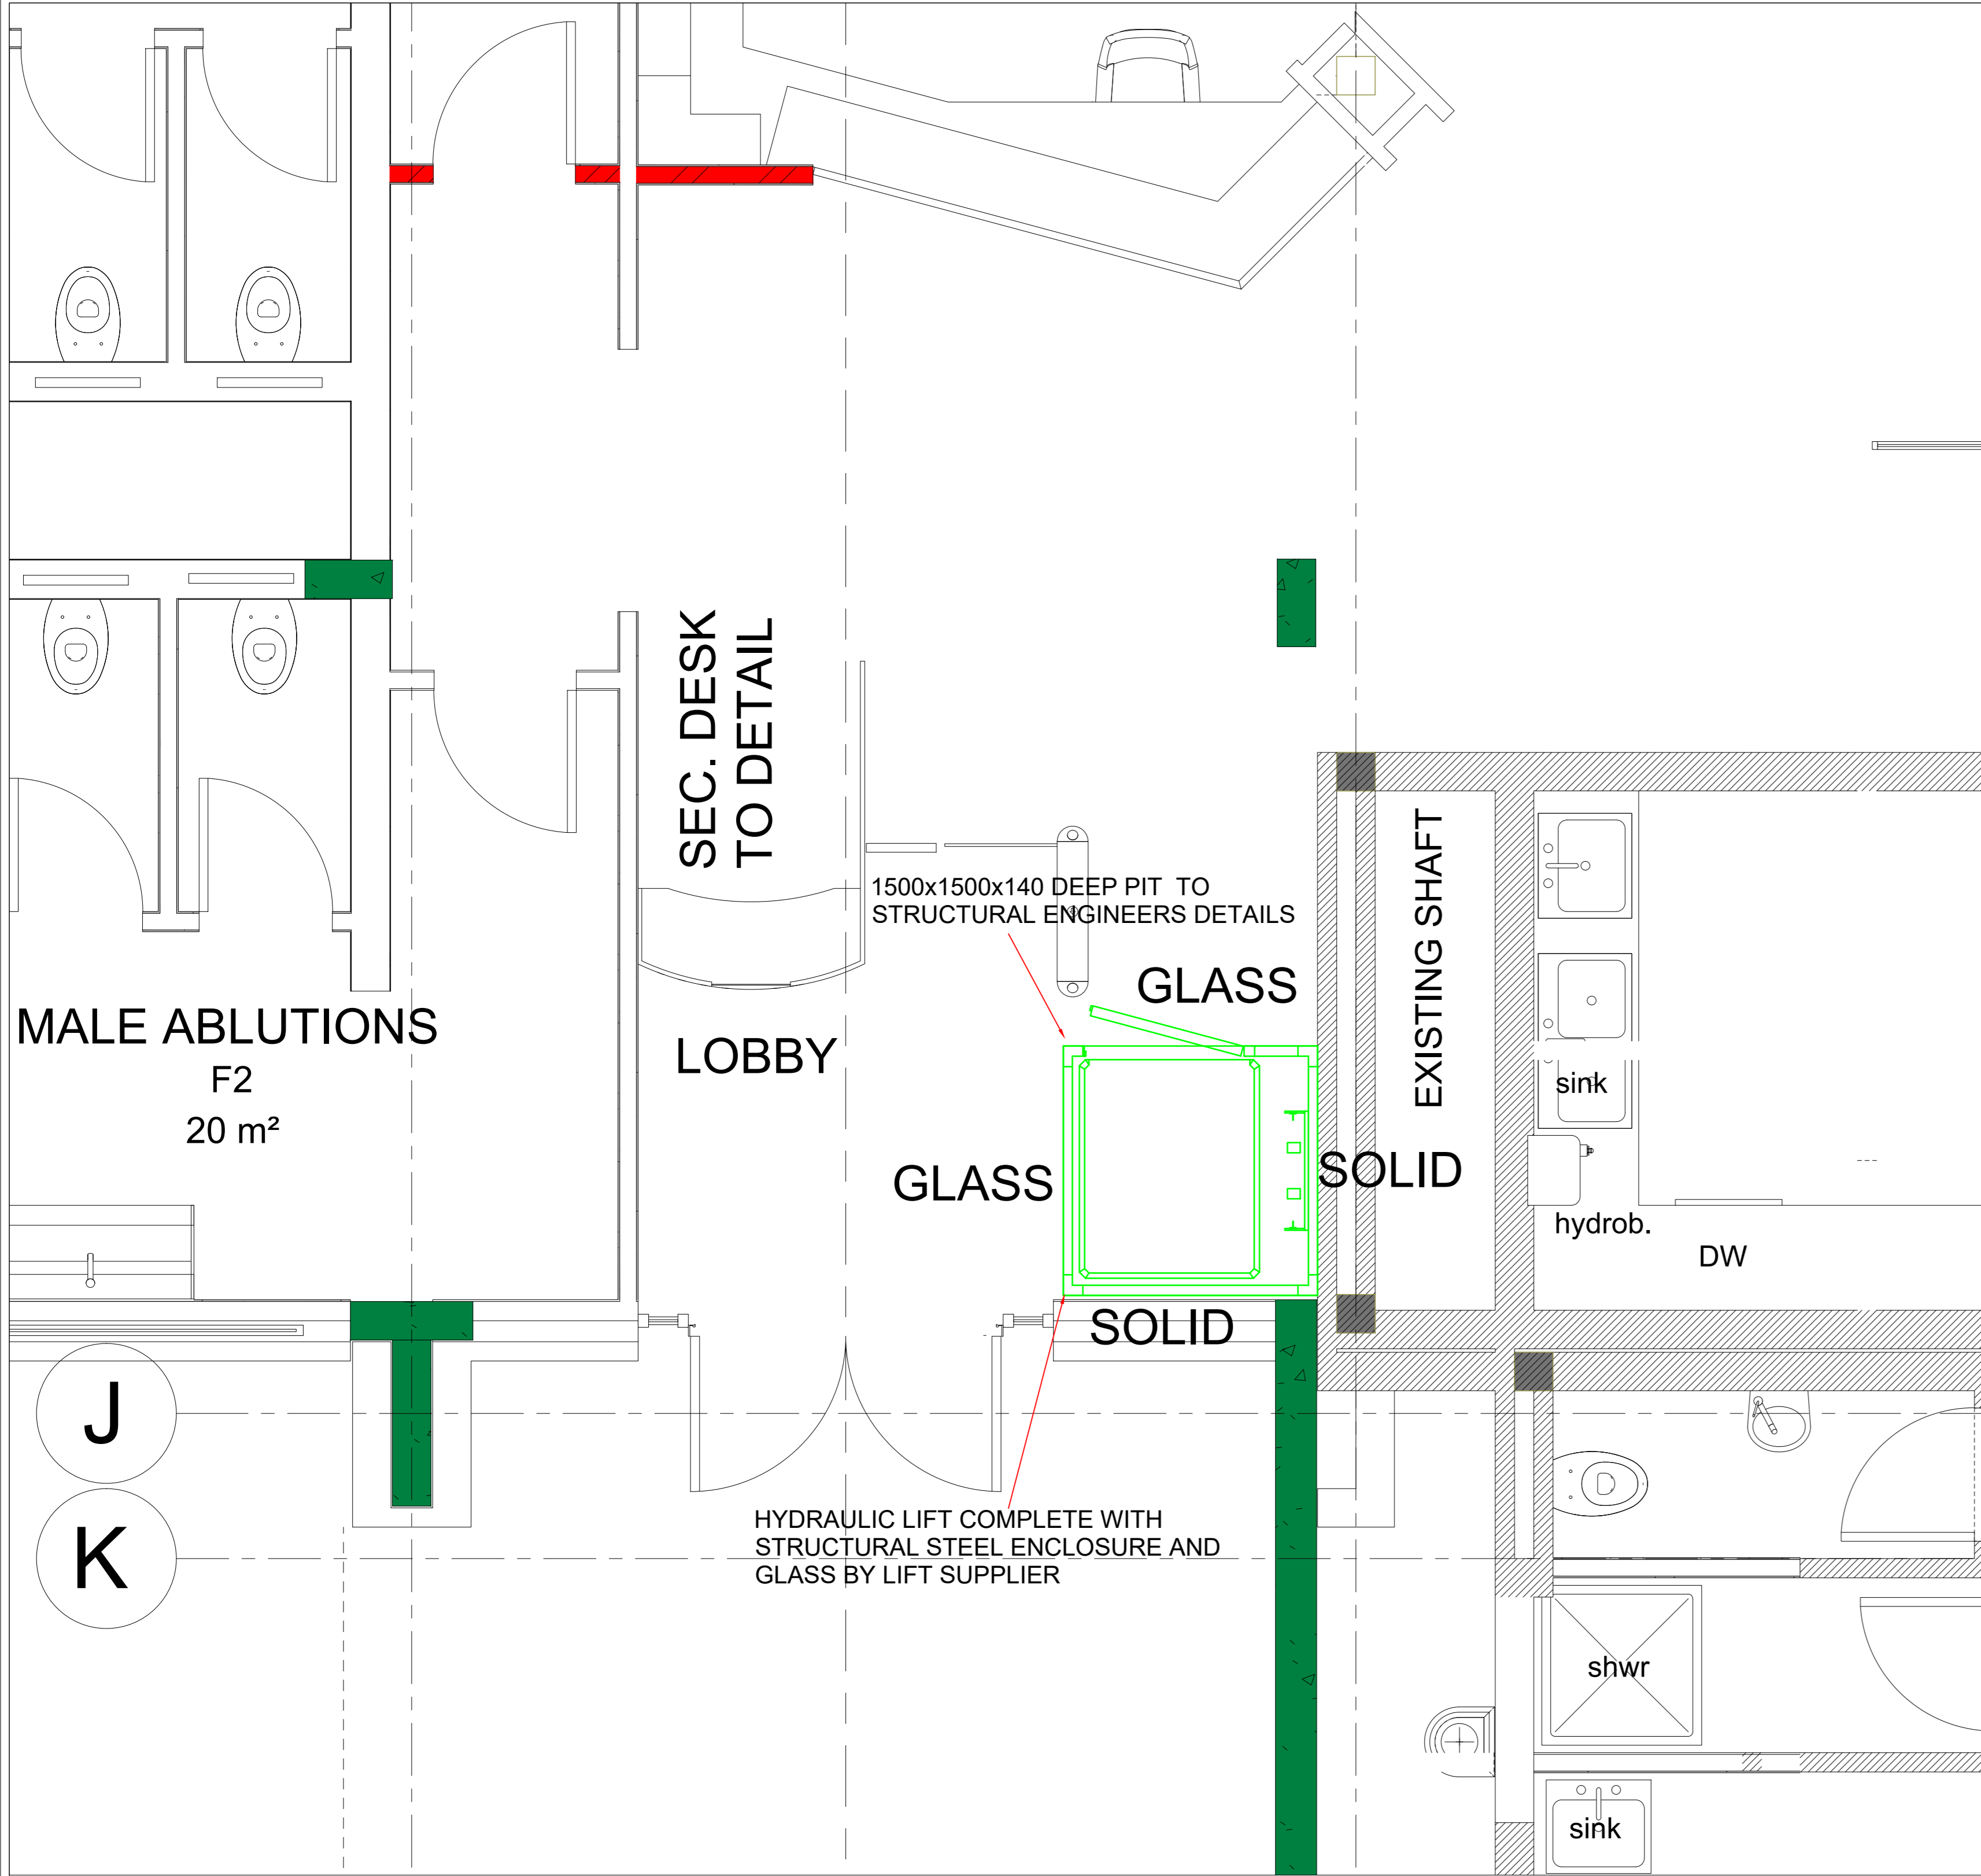 SEC. DESK
TO DETAIL
1500x1500x140 DEEP PIT TO
STRUCTURAL ENGINEERS DETAILS
EXISTING SHAFT
GLASS
MALE ABLUTIONS
F2
20 m²
LOBBY
sink
GLASS
SOLID
hydrob.
DW
SOLID
J
HYDRAULIC LIFT COMPLETE WITH
STRUCTURAL STEEL ENCLOSURE AND
GLASS BY LIFT SUPPLIER
K
shwr
sink